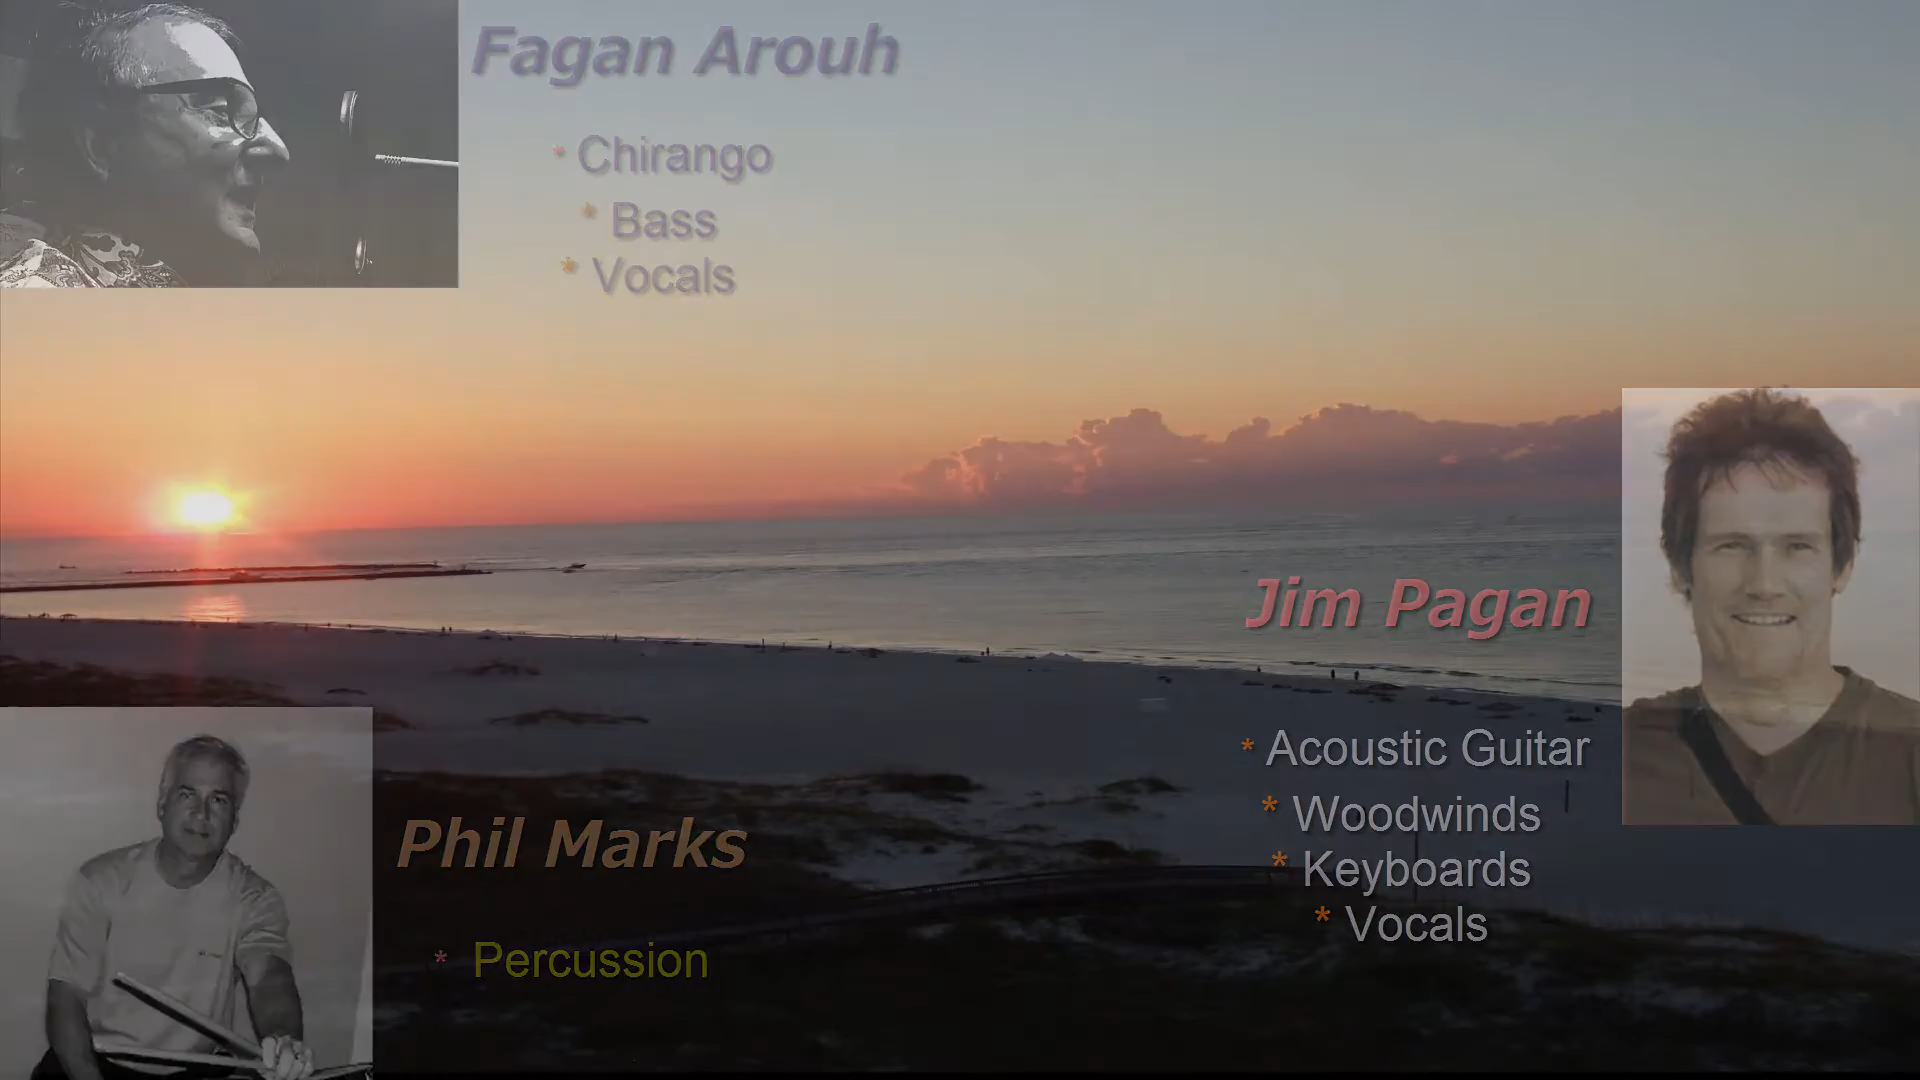 Fagan Arouh
* Chirango
* Bass
* Vocals
Jim Pagan
* Acoustic Guitar
* Woodwinds
* Keyboards
* Vocals
Phil Marks
* Percussion